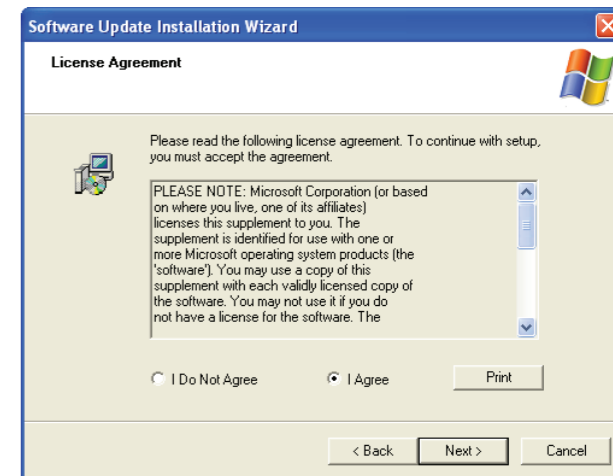 Software Update Installation Wizard
License Agreement
Please read the following license agreement. To continue with setup,
you must accept the agreement.
PLEASE NOTE: Microsoft Corporation (or based
on where you live, one of its affiliates)
licenses this supplement to you. The
supplement is identified for use with one or
more Microsoft operating system products (the
'software'). You may use a copy of this
supplement with each validly licensed copy of
the software. You may not use it if you do
not have a license for the software. The
I Do Not Agree
I Agree
Print
< Back
Next >
Cancel